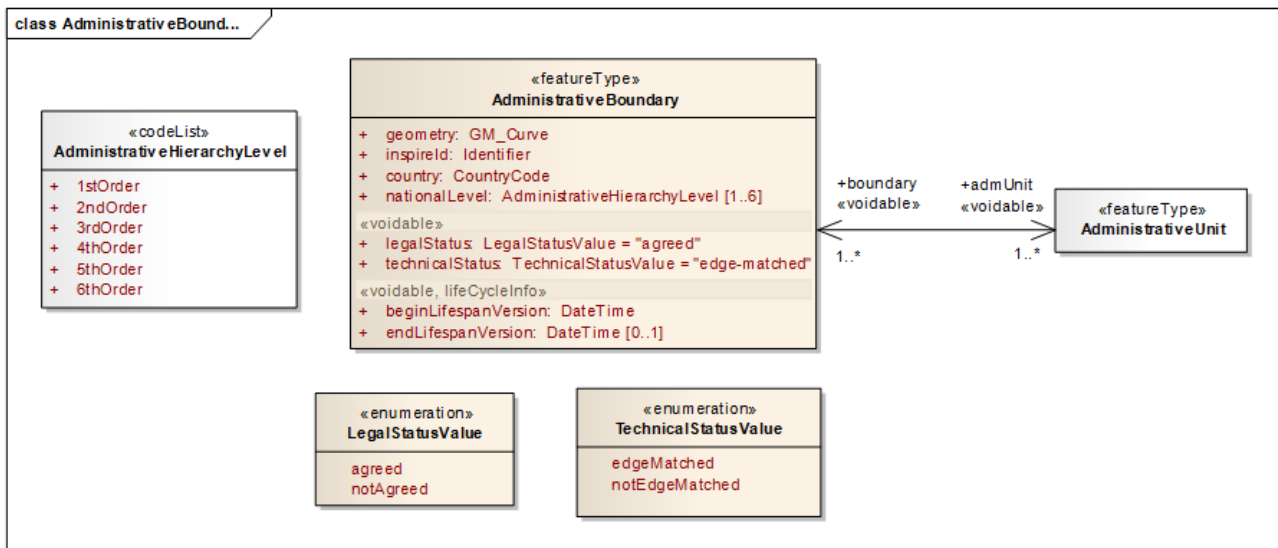 class AdministrativeBound...
«codeList»
AdministrativeHierarchyLevel
+ 1stOrder
+ 2ndOrder
+ 3rdOrder
+ 4thOrder
+ 5thOrder
+ 6thOrder
«featureType»
AdministrativeBoundary
+ geometry: GM_Curve
+ inspireId: Identifier
+ country: CountryCode
+ nationalLevel: AdministrativeHierarchyLevel [1..6]
«voidable»
+ legalStatus: LegalStatusValue = "agreed"
+ technicalStatus: TechnicalStatusValue = "edge-matched"
«voidable, lifeCycleInfo»
+ beginLifespanVersion: DateTime
+ endLifespanVersion: DateTime [0..1]
+boundary
«voidable»
1..*
+admUnit
«voidable»
1..*
«featureType»
AdministrativeUnit
«enumeration»
LegalStatusValue
agreed
notAgreed
«enumeration»
TechnicalStatusValue
edgeMatched
notEdgeMatched